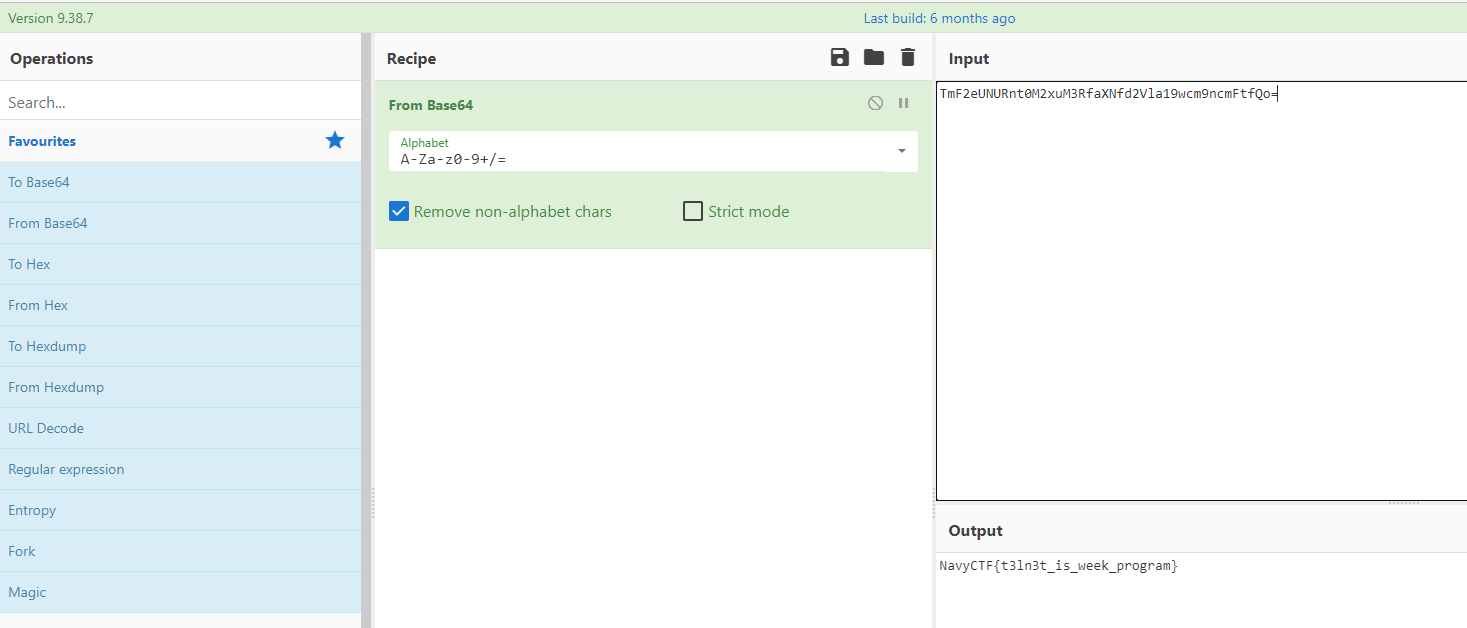 Version 9.38.7
Last build: 6 months ago
Operations
Search...
Favourites
To Base64
From Base64
To Hex
From Hex
To Hexdump
From Hexdump
URL Decode
Regular expression
Entropy
Fork
Magic
Recipe
From Base64
Alphabet
A-Za-z0-9+/=
Remove non-alphabet chars
Strict mode
Input
TmF2eUNURnt0M2xuM3RfaXNfd2Vla19wcm9ncmFtfQo=
Output
NavyCTF{t3ln3t_is_week_program}